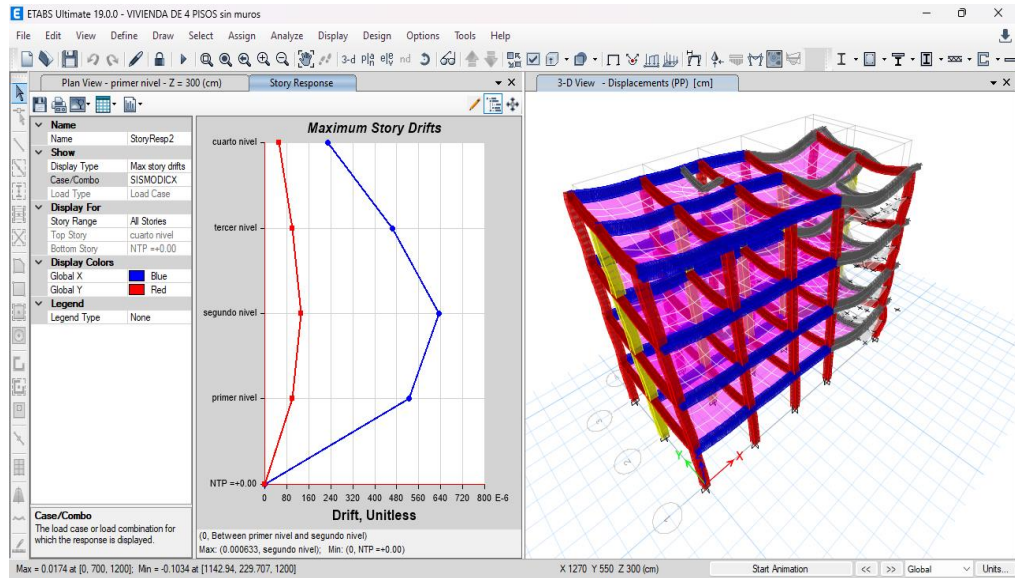 ETABS Ultimate 19.0.0 - VIVIENDA DE 4 PISOS sin muros
File Edit View Define Draw Select Assign Analyze Display Design Options Tools Help
3-d nd
Plan View - primer nivel - Z = 300 (cm) Story Response
3-D View - Displacements (PP) [cm]
Name
Name StoryResp2
Show
Display Type Max story drifts
Case/Combo SISMODICX
Load Type Load Case
Display For
Story Range All Stories
Top Story cuarto nivel
Bottom Story NTP =+0.00
Display Colors
Global X Blue
Global Y Red
Legend
Legend Type None
Case/Combo
The load case or load combination for
which the response is displayed.
Maximum Story Drifts
cuarto nivel
tercer nivel
segundo nivel
primer nivel
NTP =+0.00
0 80 160 240 320 400 480 560 640 720 800 E-6
Drift, Unitless
(0, Between primer nivel and segundo nivel)
Max: (0.000633, segundo nivel); Min: (0, NTP =+0.00)
Y X
Max = 0.0174 at [0, 700, 1200]; Min = -0.1034 at [1142.94, 229.707, 1200]
X 1270 Y 550 Z 300 (cm)
Start Animation << >> Global Units...